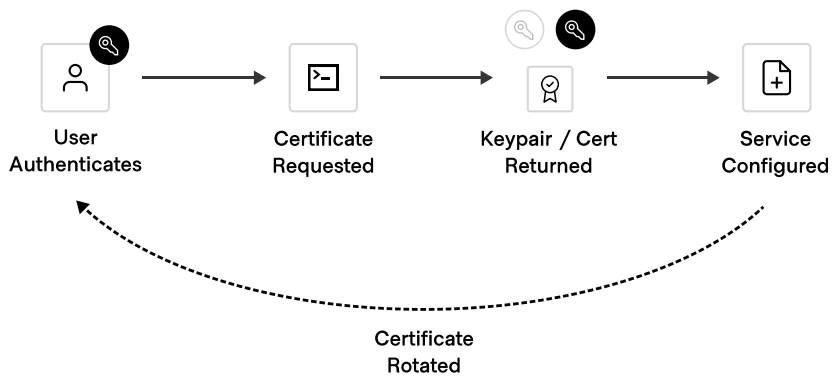 User
Authenticates
Certificate
Requested
Keypair / Cert
Returned
Service
Configured
Certificate
Rotated